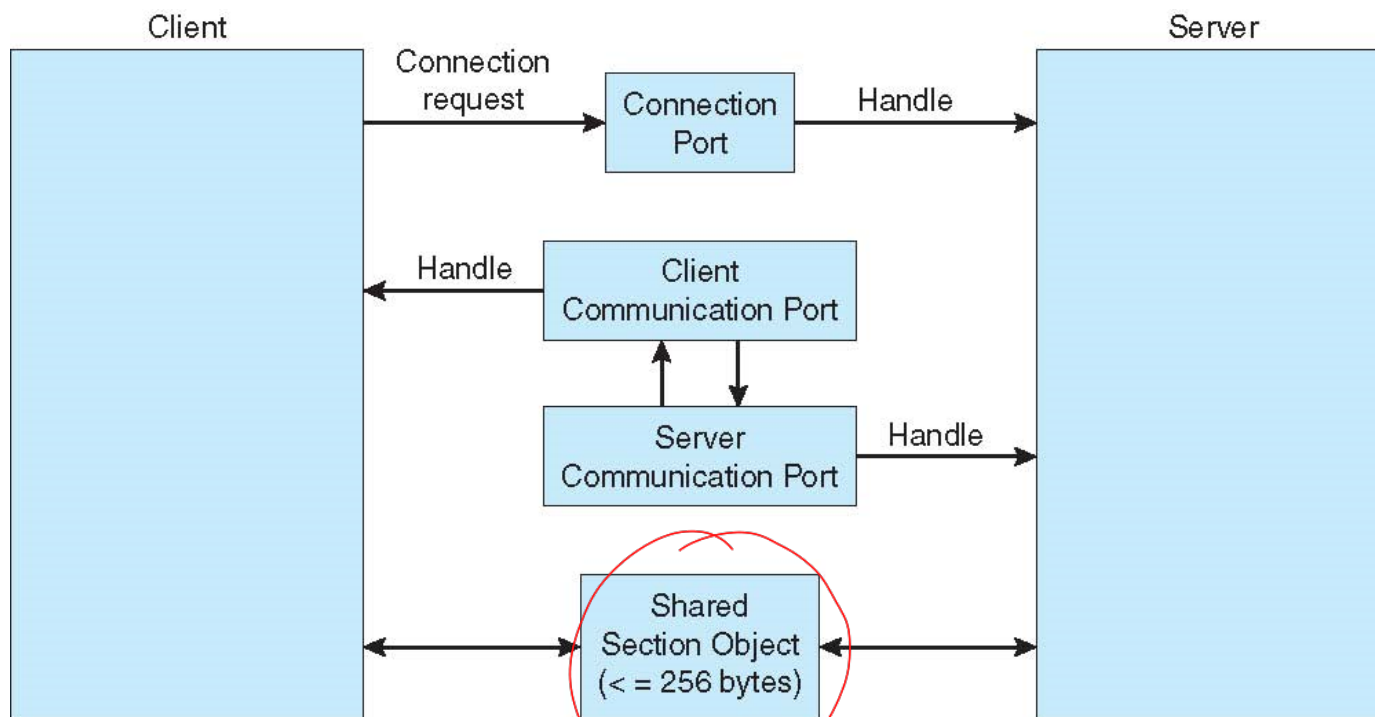 Client
Server
Connection
request
Connection
Port
Handle
Handle
Client
Communication Port
Server
Communication Port
Handle
Shared
Section Object
(< = 256 bytes)